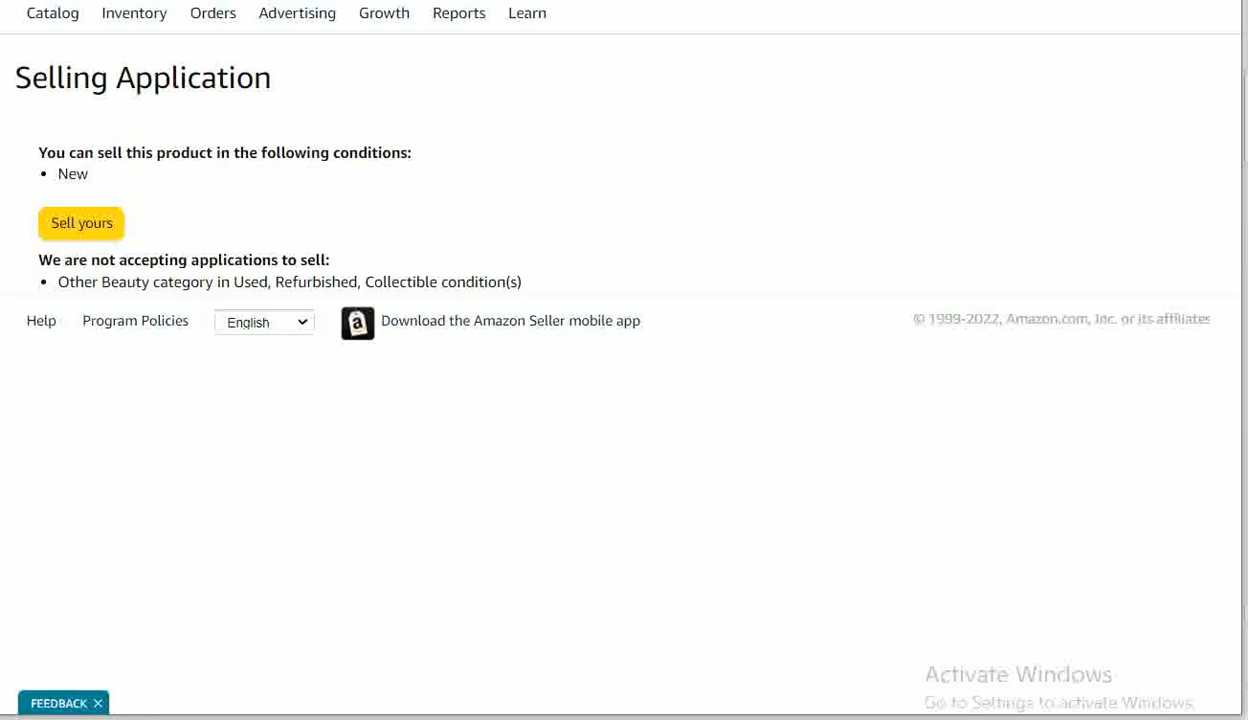 Catalog Inventory Orders Advertising Growth Reports Learn
Selling Application
You can sell this product in the following conditions:
• New
Sell yours
We are not accepting applications to sell:
• Other Beauty category in Used, Refurbished, Collectible condition(s)
Help Program Policies English Download the Amazon Seller mobile app © 1999-2022, Amazon.com, Inc. or its affiliates
Activate Windows
Go to Settings to activate Windows.
FEEDBACK ×